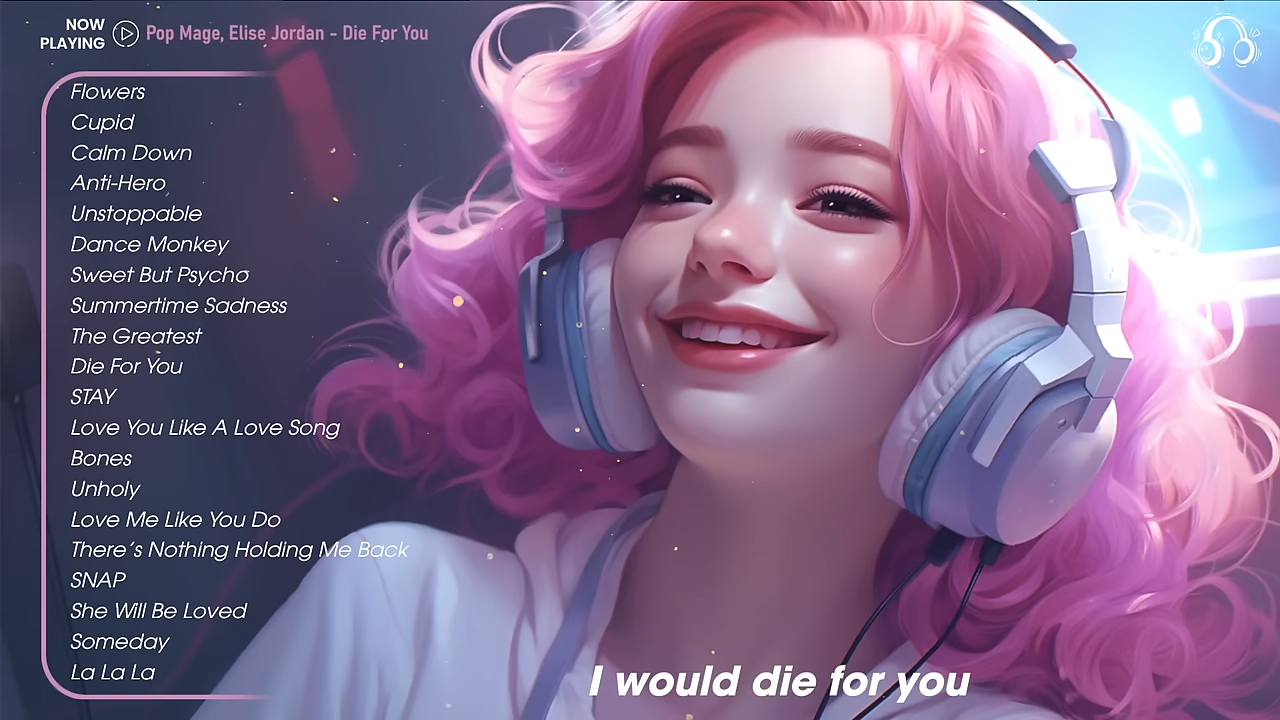 NOW
PLAYING
Pop Mage, Elise Jordan - Die For You
Flowers
Cupid
Calm Down
Anti-Hero
Unstoppable
Dance Monkey
Sweet But Psycho
Summertime Sadness
The Greatest
Die For You
STAY
Love You Like A Love Song
Bones
Unholy
Love Me Like You Do
There's Nothing Holding Me Back
SNAP
She Will Be Loved
Someday
La La La
I would die for you